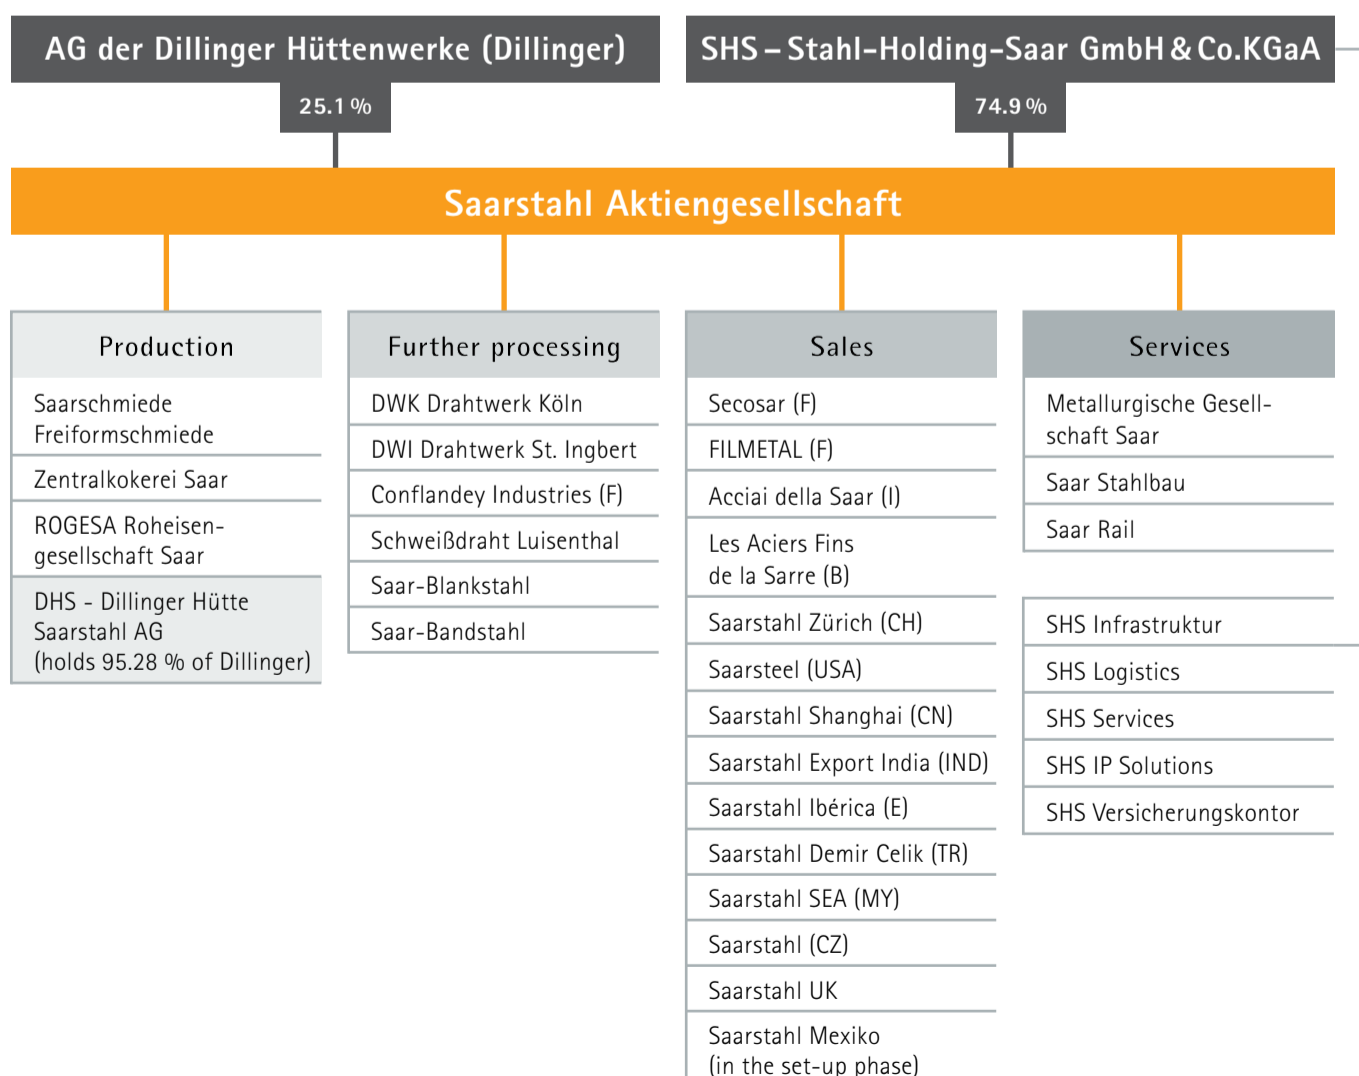 AG der Dillinger Hüttenwerke (Dillinger)
25.1 %
SHS – Stahl-Holding-Saar GmbH & Co.KGaA
74.9 %
Saarstahl Aktiengesellschaft
Production
Saarschmiede
Freiformschmiede
Zentralkokerei Saar
ROGESA Roheisen-
gesellschaft Saar
DHS - Dillinger Hütte
Saarstahl AG
(holds 95.28 % of Dillinger)
Further processing
DWK Drahtwerk Köln
DWI Drahtwerk St. Ingbert
Conflandey Industries (F)
Schweißdraht Luisenthal
Saar-Blankstahl
Saar-Bandstahl
Sales
Secosar (F)
FILMETAL (F)
Acciai della Saar (I)
Les Aciers Fins
de la Sarre (B)
Saarstahl Zürich (CH)
Saarsteel (USA)
Saarstahl Shanghai (CN)
Saarstahl Export India (IND)
Saarstahl Ibérica (E)
Saarstahl Demir Celik (TR)
Saarstahl SEA (MY)
Saarstahl (CZ)
Saarstahl UK
Saarstahl Mexiko
(in the set-up phase)
Services
Metallurgische Gesell-
schaft Saar
Saar Stahlbau
Saar Rail
SHS Infrastruktur
SHS Logistics
SHS Services
SHS IP Solutions
SHS Versicherungskontor